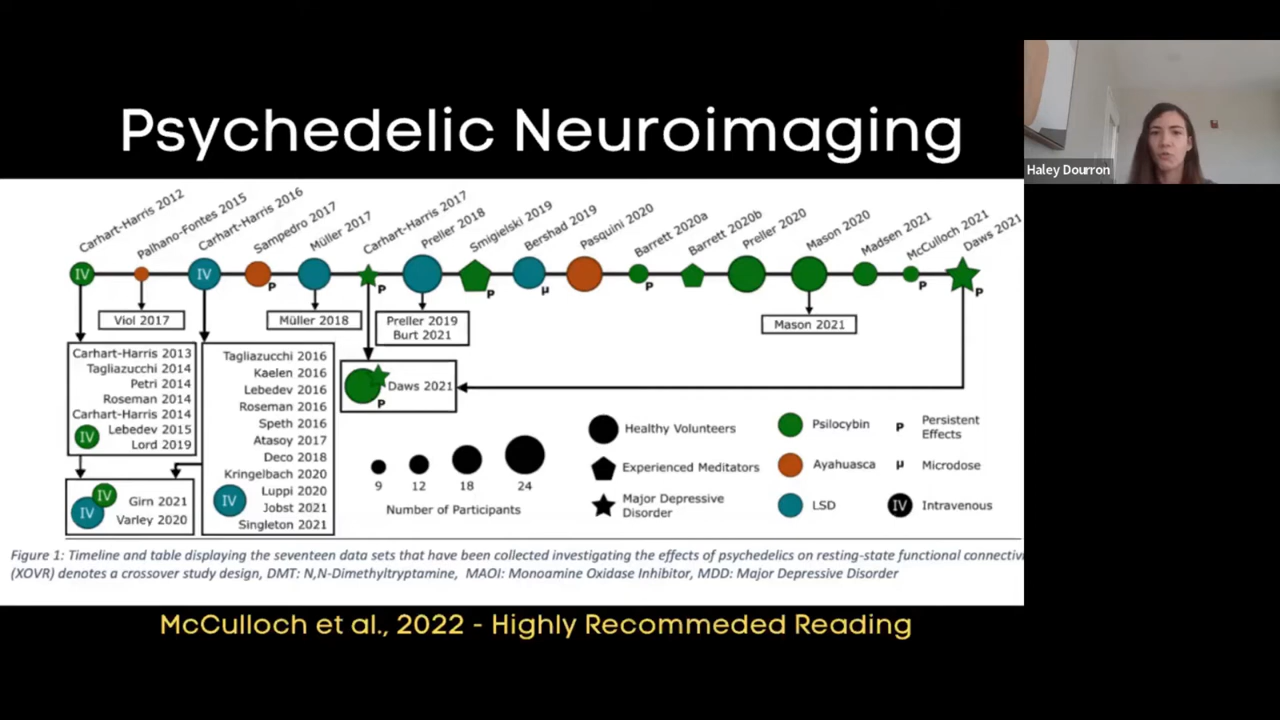 Psychedelic Neuroimaging
Haley Dourron
Carhart-Harris 2012
Palhano-Fontes 2015
Carhart-Harris 2016
Sampedro 2017
Müller 2017
Carhart-Harris 2017
Preller 2018
Smigielski 2019
Bershad 2019
Pasquini 2020
Barrett 2020a
Barrett 2020b
Preller 2020
Mason 2020
Madsen 2021
McCulloch 2021
Daws 2021
IV
IV
P
P
P
µ
P
P
P
Viol 2017
Müller 2018
Preller 2019
Burt 2021
Mason 2021
Carhart-Harris 2013
Tagliazucchi 2014
Petri 2014
Roseman 2014
Carhart-Harris 2014
Lebedev 2015
Lord 2019
IV
Tagliazucchi 2016
Kaelen 2016
Lebedev 2016
Roseman 2016
Speth 2016
Atasoy 2017
Deco 2018
Kringelbach 2020
Luppi 2020
Jobst 2021
Singleton 2021
IV
Daws 2021
P
IV
IV
Girn 2021
Varley 2020
9 12 18 24
Number of Participants
Healthy Volunteers
Experienced Meditators
Major Depressive
Disorder
Psilocybin
Ayahuasca
LSD
P Persistent
Effects
µ Microdose
IV Intravenous
Figure 1: Timeline and table displaying the seventeen data sets that have been collected investigating the effects of psychedelics on resting-state functional connectiv
(XOVR) denotes a crossover study design, DMT: N,N-Dimethyltryptamine, MAOI: Monoamine Oxidase Inhibitor, MDD: Major Depressive Disorder
McCulloch et al., 2022 - Highly Recommeded Reading